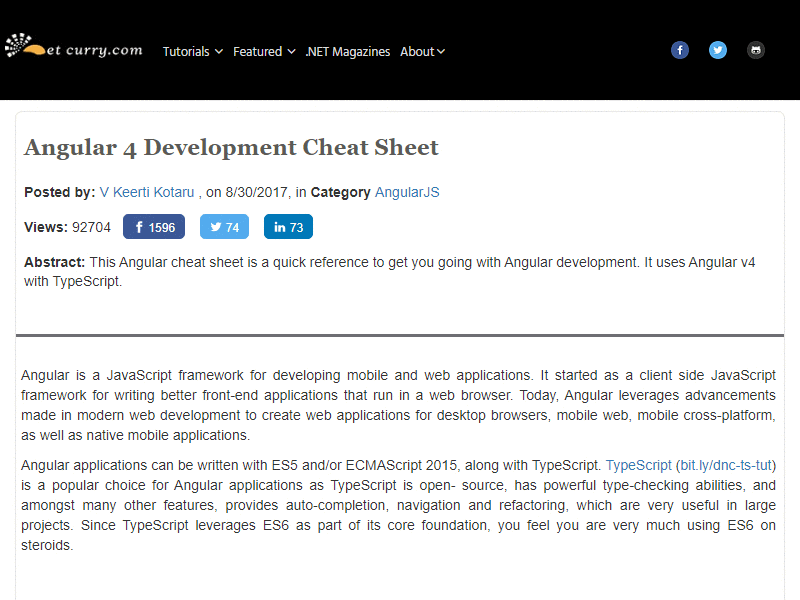 et curry.com
Tutorials Featured .NET Magazines About
Angular 4 Development Cheat Sheet
Posted by: V Keerti Kotaru , on 8/30/2017, in Category AngularJS
Views: 92704 1596 74 73
Abstract: This Angular cheat sheet is a quick reference to get you going with Angular development. It uses Angular v4
with TypeScript.
Angular is a JavaScript framework for developing mobile and web applications. It started as a client side JavaScript
framework for writing better front-end applications that run in a web browser. Today, Angular leverages advancements
made in modern web development to create web applications for desktop browsers, mobile web, mobile cross-platform,
as well as native mobile applications.
Angular applications can be written with ES5 and/or ECMAScript 2015, along with TypeScript. TypeScript (bit.ly/dnc-ts-tut)
is a popular choice for Angular applications as TypeScript is open- source, has powerful type-checking abilities, and
amongst many other features, provides auto-completion, navigation and refactoring, which are very useful in large
projects. Since TypeScript leverages ES6 as part of its core foundation, you feel you are very much using ES6 on
steroids.